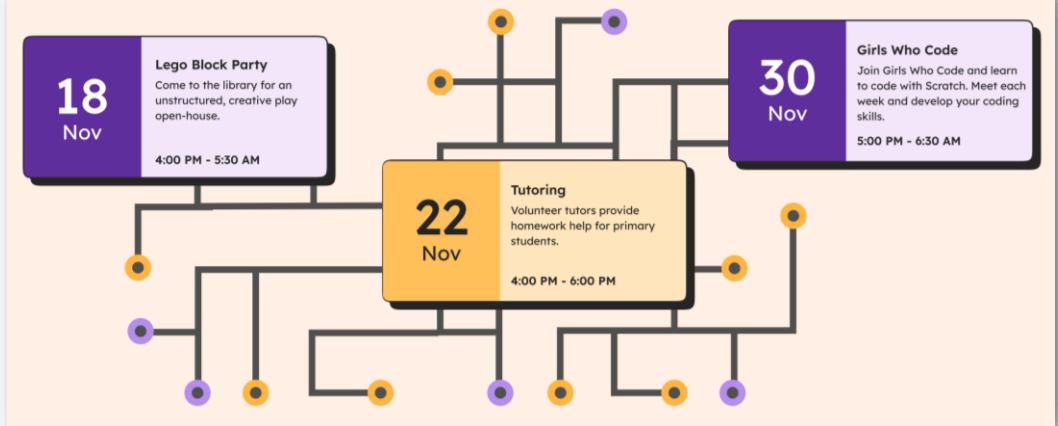 18
Nov
Lego Block Party
Come to the library for an
unstructured, creative play
open-house.
4:00 PM - 5:30 AM
22
Nov
Tutoring
Volunteer tutors provide
homework help for primary
students.
4:00 PM - 6:00 PM
30
Nov
Girls Who Code
Join Girls Who Code and learn
to code with Scratch. Meet each
week and develop your coding
skills.
5:00 PM - 6:30 AM